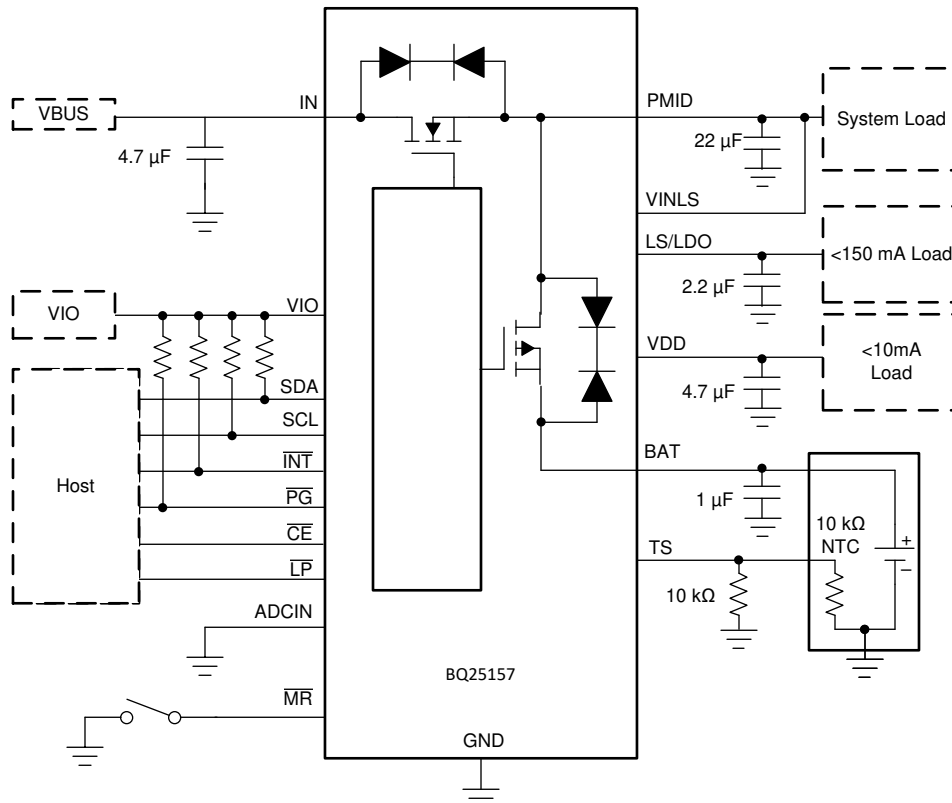 VBUS
IN
4.7 µF
PMID
22 µF
System Load
VINLS
LS/LDO
2.2 µF
<150 mA Load
VIO
VIO
VDD
4.7 µF
<10mA
Load
Host
SDA
SCL
INT
PG
CE
LP
BAT
1 µF
10 kΩ
NTC
+
−
TS
10 kΩ
ADCIN
MR
BQ25157
GND